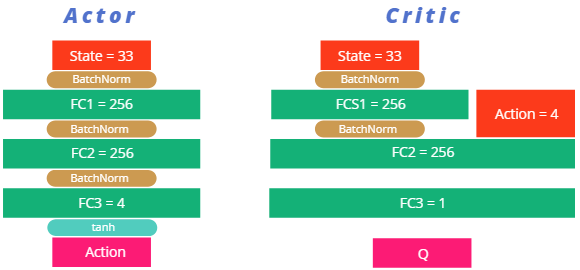 Actor
State = 33
BatchNorm
FC1 = 256
BatchNorm
FC2 = 256
BatchNorm
FC3 = 4
tanh
Action
Critic
State = 33
BatchNorm
FCS1 = 256
Action = 4
BatchNorm
FC2 = 256
FC3 = 1
Q